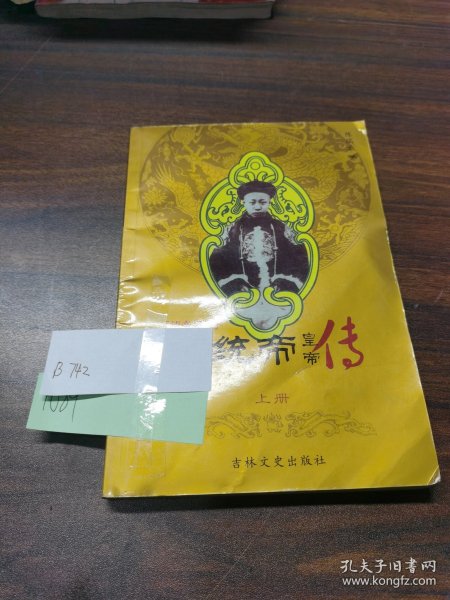 统帝
皇帝
传
上册
吉林文史出版社
B 742
孔夫子旧书网
www.kongfz.com